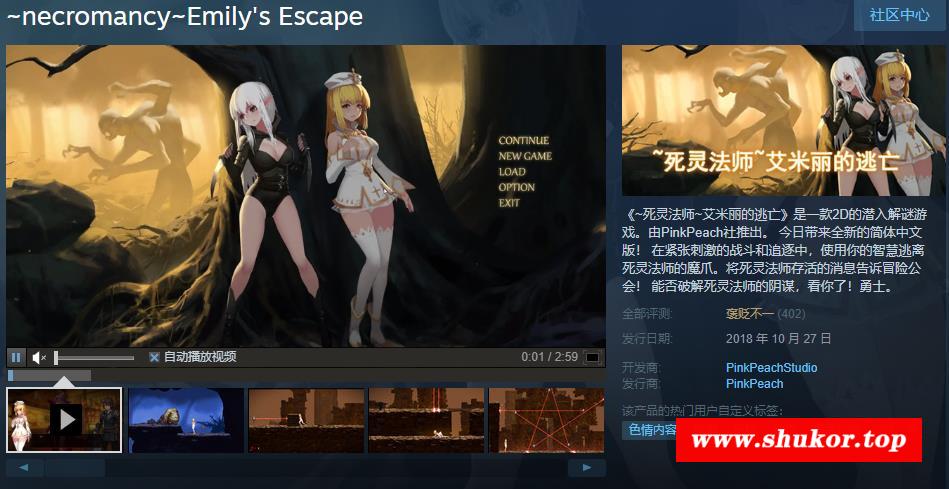 ~necromancy~Emily's Escape
社区中心
CONTINUE
NEW GAME
LOAD
OPTION
EXIT
~死灵法师~艾米丽的逃亡
《~死灵法师~艾米丽的逃亡》是一款2D的潜入解谜游
戏。由PinkPeach社推出。 今日带来全新的简体中文
版！ 在紧张刺激的战斗和追逐中，使用你的智慧逃离
死灵法师的魔爪。将死灵法师存活的消息告诉冒险公
会！ 能否破解死灵法师的阴谋，看你了！勇士。
全部评测: 褒贬不一 (402)
发行日期: 2018 年 10 月 27 日
开发商: PinkPeachStudio
发行商: PinkPeach
该产品的热门用户自定义标签:
色情内容
www.shukor.top
自动播放视频
0:01 / 2:59